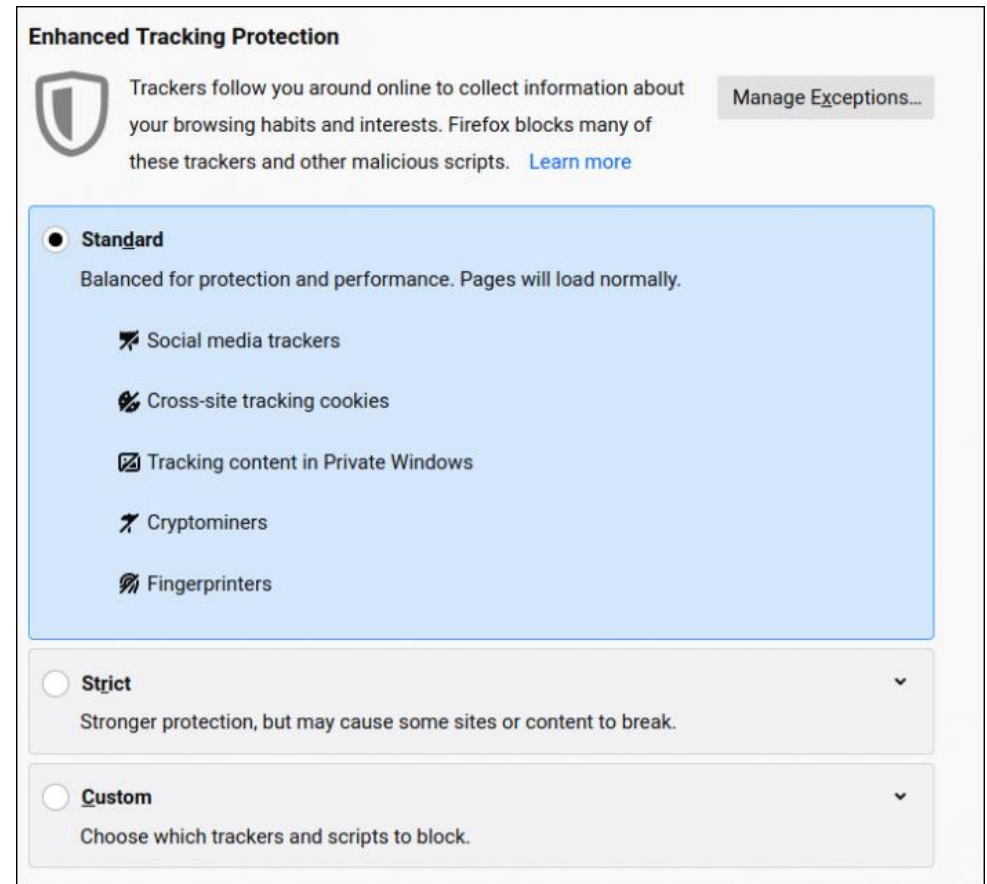 Enhanced Tracking Protection
Trackers follow you around online to collect information about
your browsing habits and interests. Firefox blocks many of
these trackers and other malicious scripts. Learn more
Manage Exceptions...
Standard
Balanced for protection and performance. Pages will load normally.
Social media trackers
Cross-site tracking cookies
Tracking content in Private Windows
Cryptominers
Fingerprinters
Strict
Stronger protection, but may cause some sites or content to break.
Custom
Choose which trackers and scripts to block.